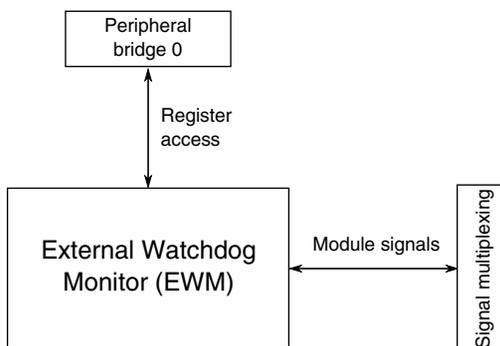 Peripheral
bridge 0
Register
access
External Watchdog
Monitor (EWM)
Module signals
Signal multiplexing